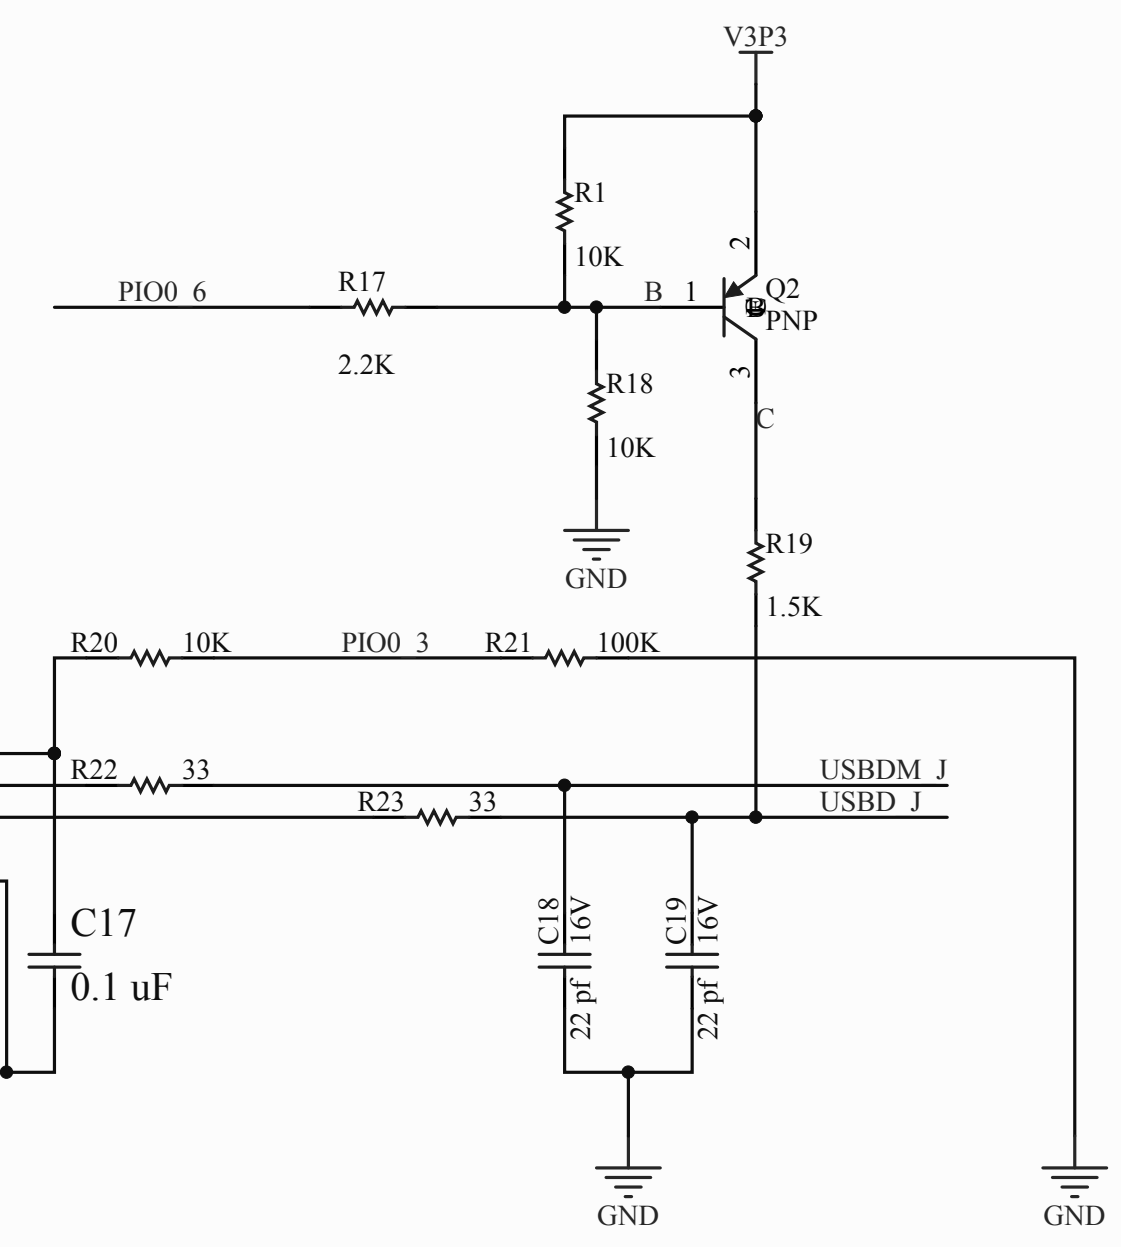 V3P3
R1
10K
2
PIO0_6
R17
2.2K
B
1
Q2
PNP
3
C
R18
10K
GND
R19
1.5K
R20
10K
PIO0_3
R21
100K
R22
33
USBDM_J
R23
33
USBD_J
C17
0.1 uF
C18
16V
22 pf
C19
16V
22 pf
GND
GND